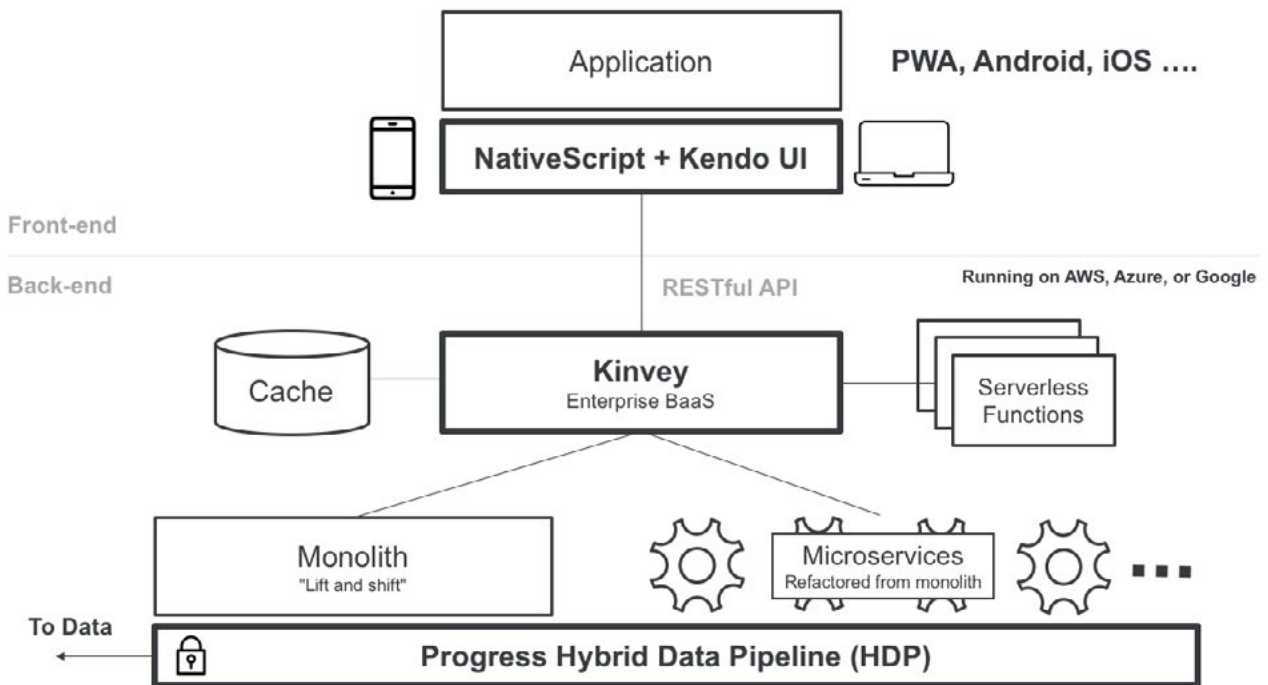 Application
PWA, Android, iOS ....
NativeScript + Kendo UI
Front-end
Back-end
RESTful API
Running on AWS, Azure, or Google
Cache
Kinvey
Enterprise BaaS
Serverless
Functions
Monolith
"Lift and shift"
Microservices
Refactored from monolith
To Data
Progress Hybrid Data Pipeline (HDP)